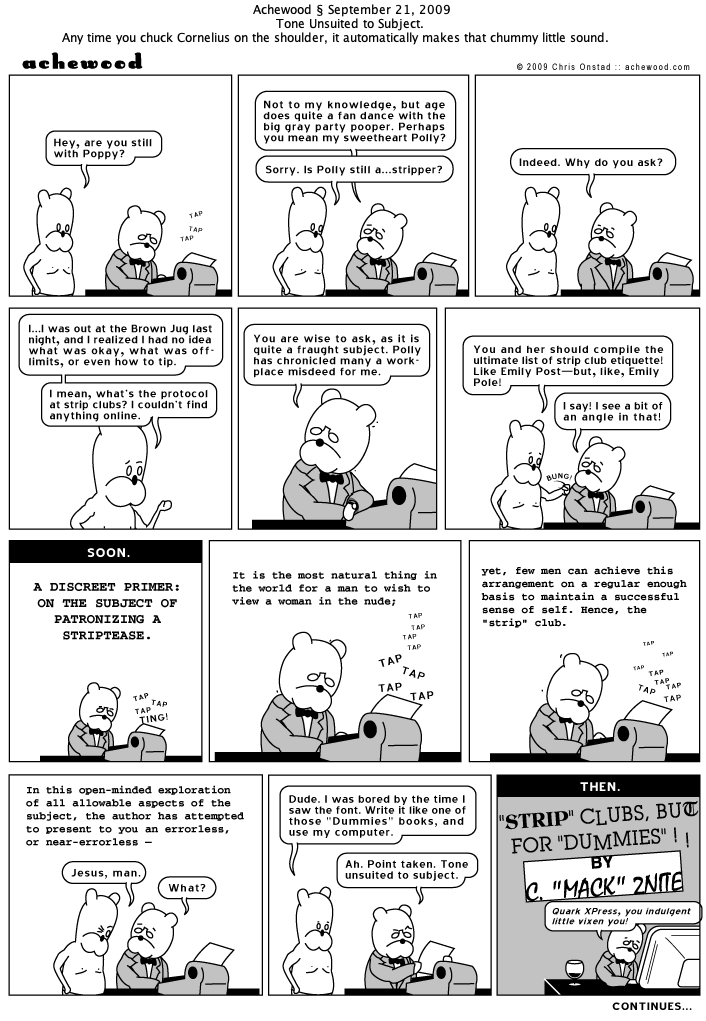 Achewood § September 21, 2009
Tone Unsuited to Subject.
Any time you chuck Cornelius on the shoulder, it automatically makes that chummy little sound.
achewood
© 2009 Chris Onstad :: achewood.com
Hey, are you still
with Poppy?
TAP
TAP
TAP
Not to my knowledge, but age
does quite a fan dance with the
big gray party pooper. Perhaps
you mean my sweetheart Polly?
Sorry. Is Polly still a...stripper?
Indeed. Why do you ask?
I...I was out at the Brown Jug last
night, and I realized I had no idea
what was okay, what was off-
limits, or even how to tip.
I mean, what's the protocol
at strip clubs? I couldn't find
anything online.
You are wise to ask, as it is
quite a fraught subject. Polly
has chronicled many a work-
place misdeed for me.
You and her should compile the
ultimate list of strip club etiquette!
Like Emily Post—but, like, Emily
Pole!
I say! I see a bit of
an angle in that!
BUNG!
SOON.
A DISCREET PRIMER:
ON THE SUBJECT OF
PATRONIZING A
STRIPTEASE.
TAP
TAP
TAP
TING!
It is the most natural thing in
the world for a man to wish to
view a woman in the nude;
TAP
TAP
TAP
TAP
TAP
TAP
TAP
TAP
yet, few men can achieve this
arrangement on a regular enough
basis to maintain a successful
sense of self. Hence, the
"strip" club.
TAP
TAP
TAP
TAP
TAP
TAP
TAP
TAP
In this open-minded exploration
of all allowable aspects of the
subject, the author has attempted
to present to you an errorless,
or near-errorless —
Jesus, man.
What?
Dude. I was bored by the time I
saw the font. Write it like one of
those "Dummies" books, and
use my computer.
Ah. Point taken. Tone
unsuited to subject.
THEN.
"STRIP" CLUBS, BUT
FOR "DUMMIES" ! !
BY
C. "MACK" 2NITE
Quark XPress, you indulgent
little vixen you!
CONTINUES...